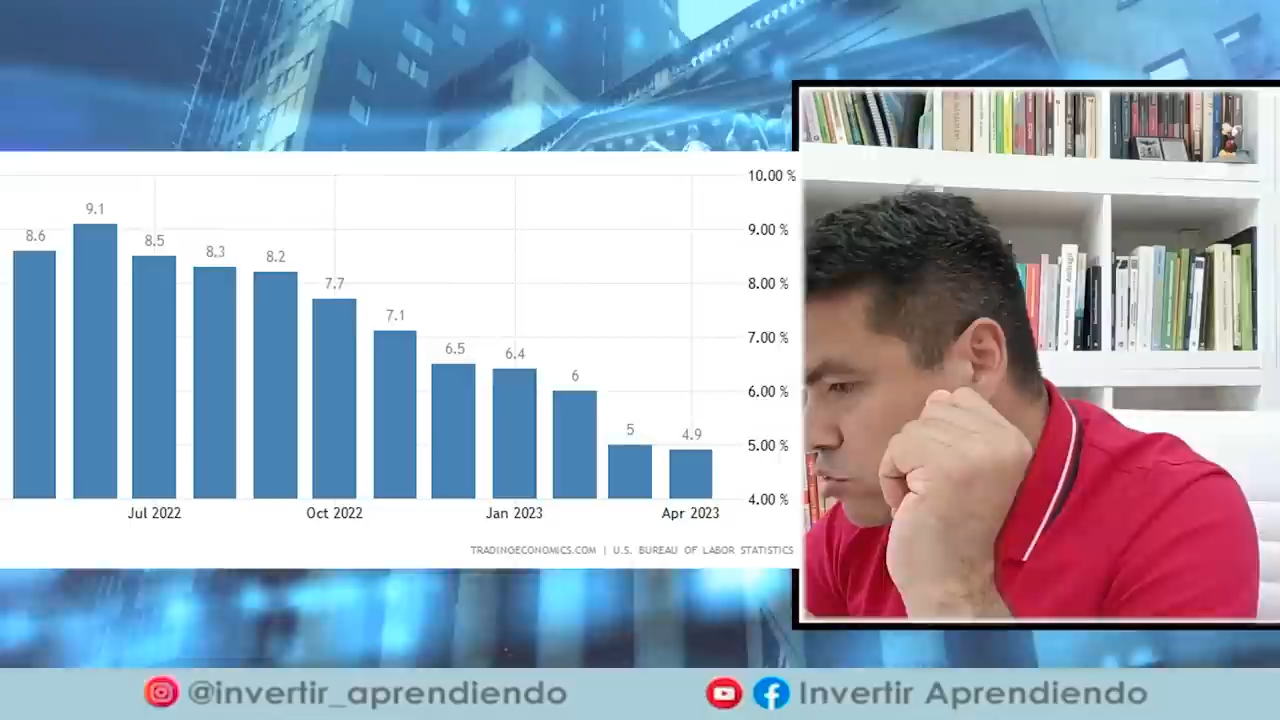 10.00 %
9.00 %
8.00 %
7.00 %
6.00 %
5.00 %
4.00 %
8.6
9.1
8.5
8.3
8.2
7.7
7.1
6.5
6.4
6
5
4.9
Jul 2022
Oct 2022
Jan 2023
Apr 2023
TRADINGECONOMICS.COM | U.S. BUREAU OF LABOR STATISTICS
@invertir_aprendiendo
Invertir Aprendiendo